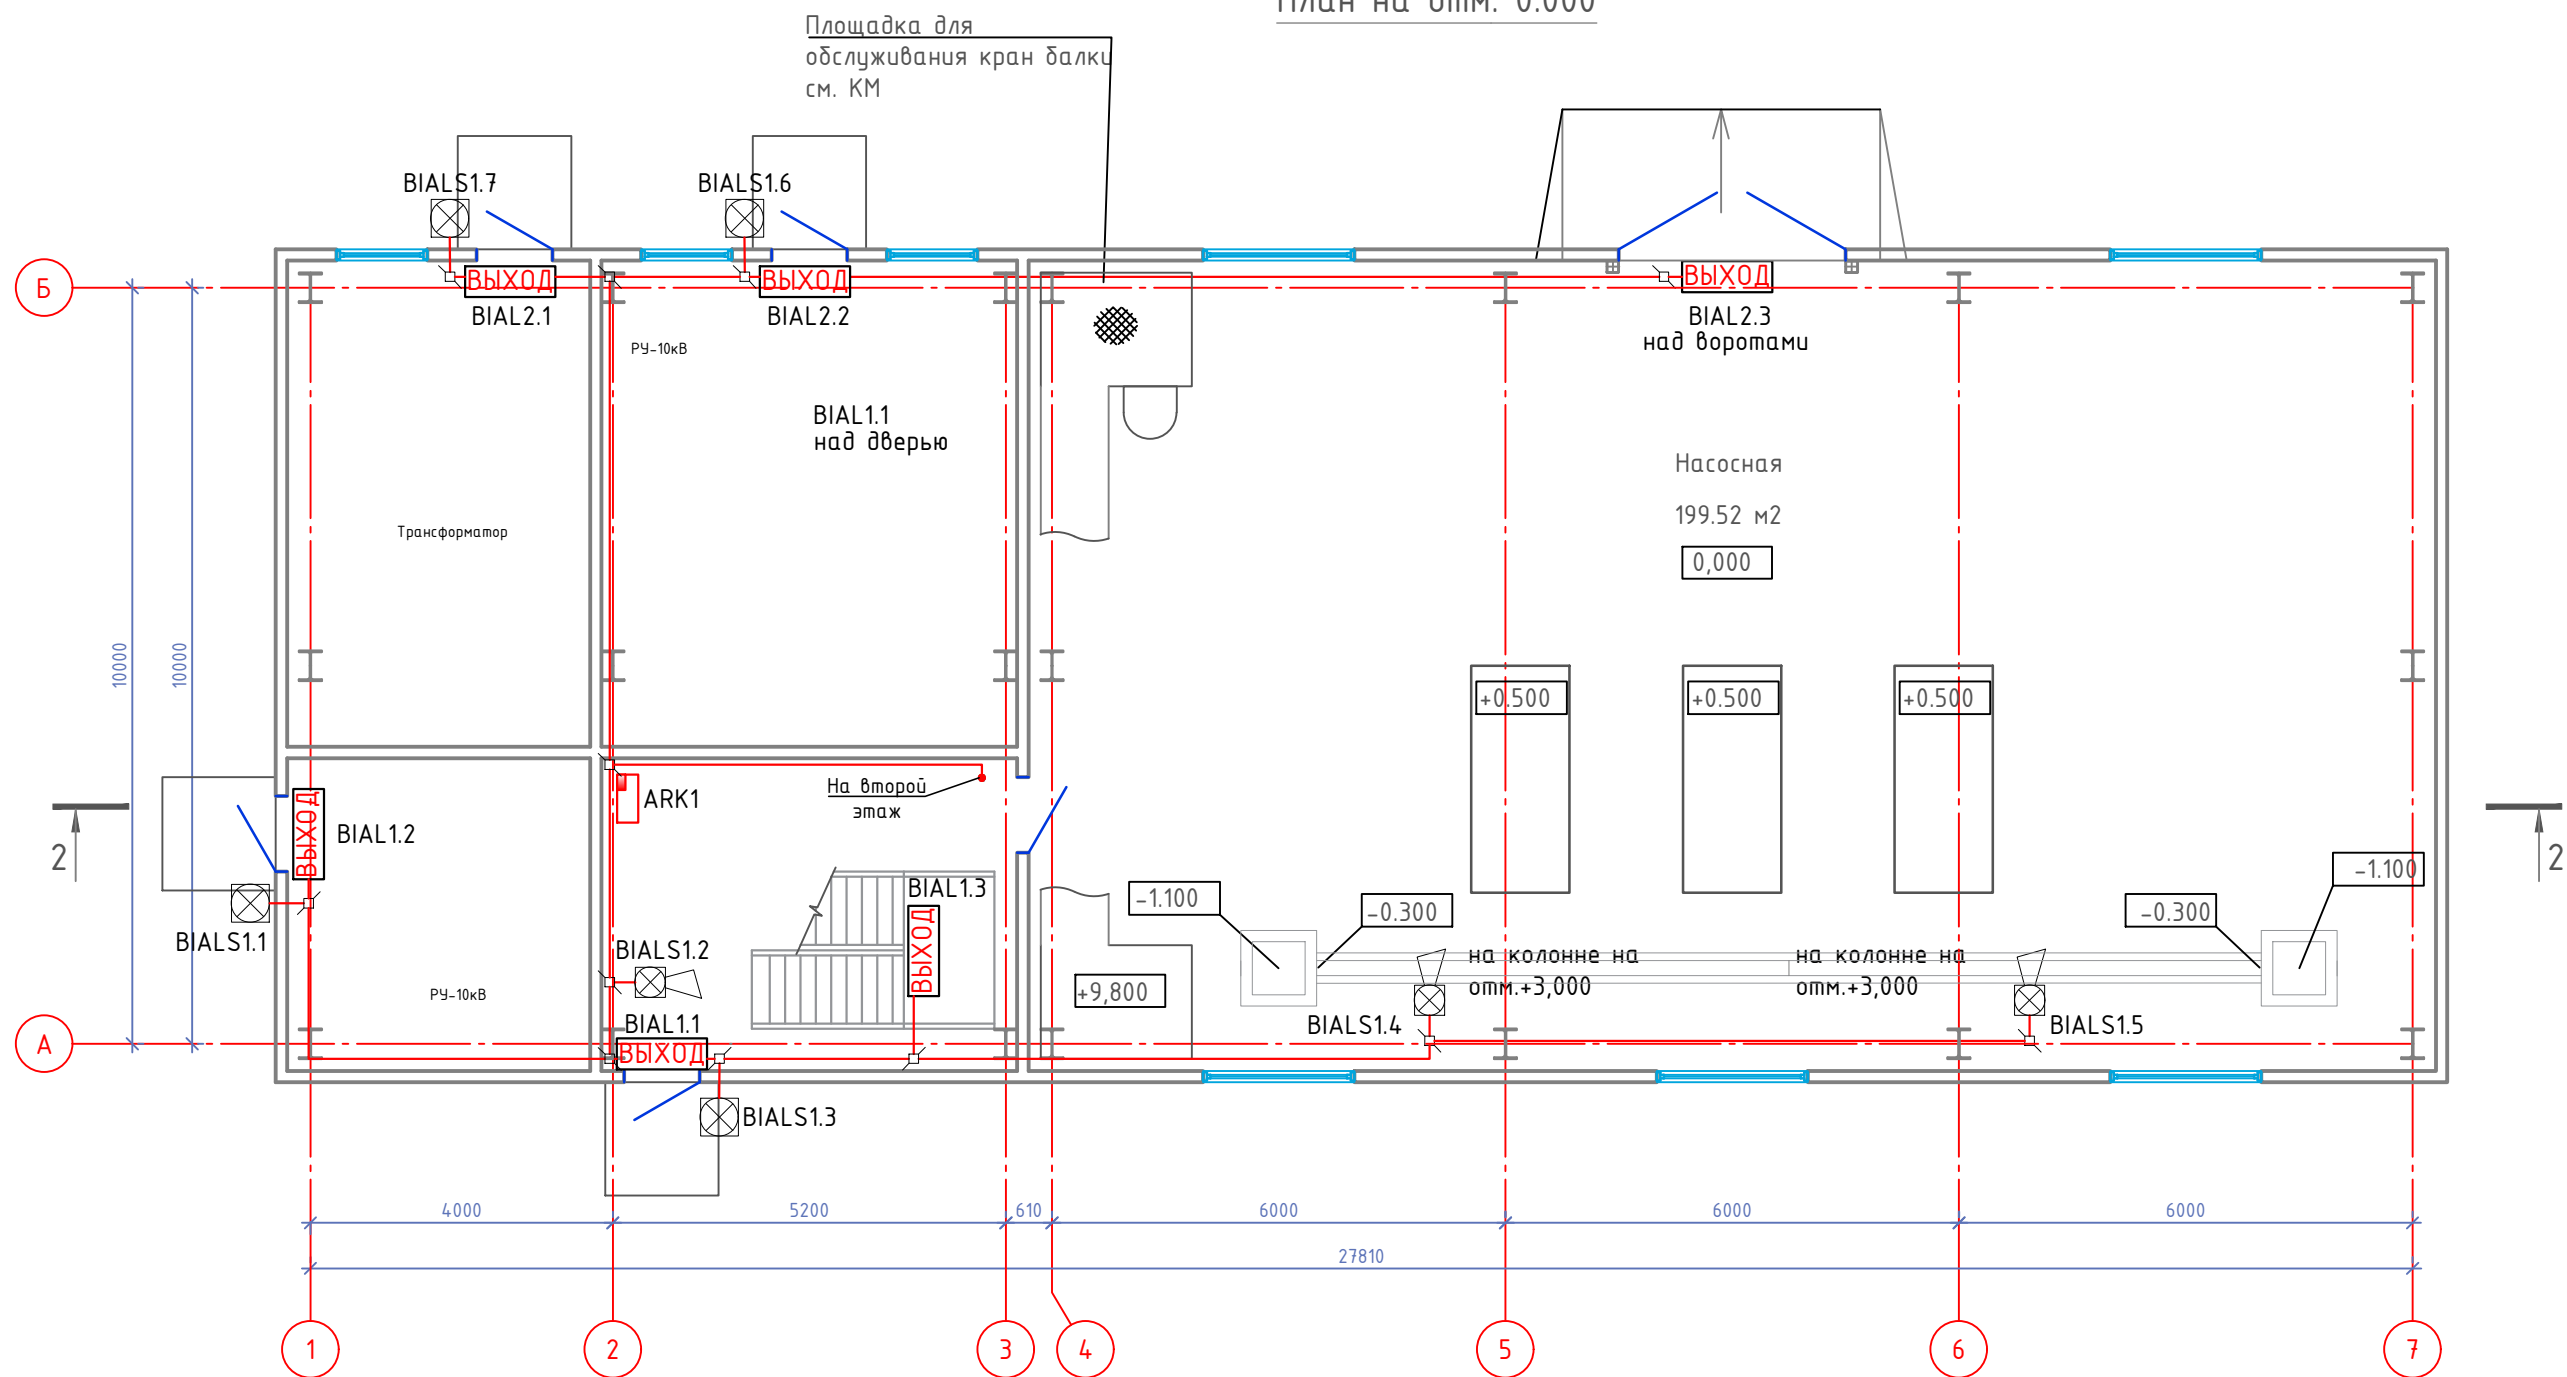 План на отм. 0.000
Площадка для
обслуживания кран балки
см. КМ
BIALS1.7
BIALS1.6
Б
ВЫХОД
ВЫХОД
ВЫХОД
BIAL2.1
BIAL2.2
BIAL2.3
над воротами
РУ-10кВ
BIAL1.1
над дверью
Насосная
199.52 м2
0,000
Трансформатор
10000
10000
+0.500
+0.500
+0.500
На второй
этаж
ARK1
ВЫХОД
BIAL1.2
2
2
BIAL1.3
ВЫХОД
-1.100
-0.300
-0.300
-1.100
BIALS1.1
BIALS1.2
на колонне на
отм.+3,000
на колонне на
отм.+3,000
РУ-10кВ
+9,800
BIAL1.1
BIALS1.4
BIALS1.5
А
ВЫХОД
BIALS1.3
4000
5200
610
6000
6000
6000
27810
1
2
3
4
5
6
7